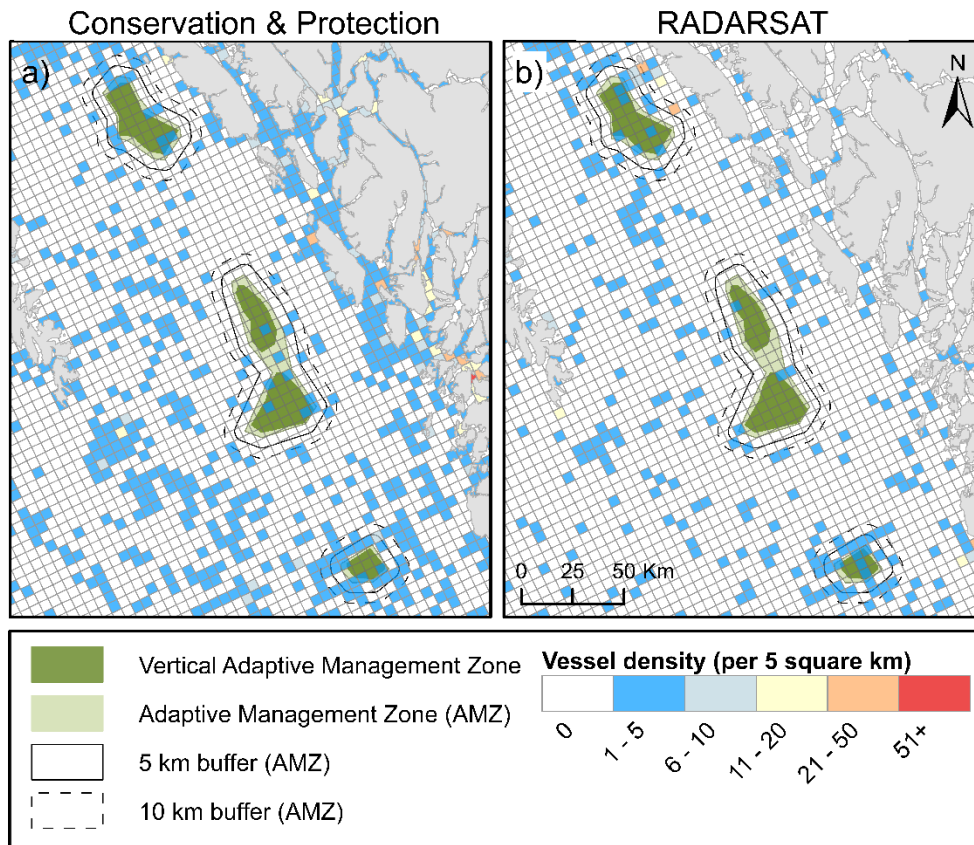 Conservation & Protection
RADARSAT
a)
b)
N
0 25 50 Km
Vertical Adaptive Management Zone
Adaptive Management Zone (AMZ)
5 km buffer (AMZ)
10 km buffer (AMZ)
Vessel density (per 5 square km)
0
1 - 5
6 - 10
11 - 20
21 - 50
51+